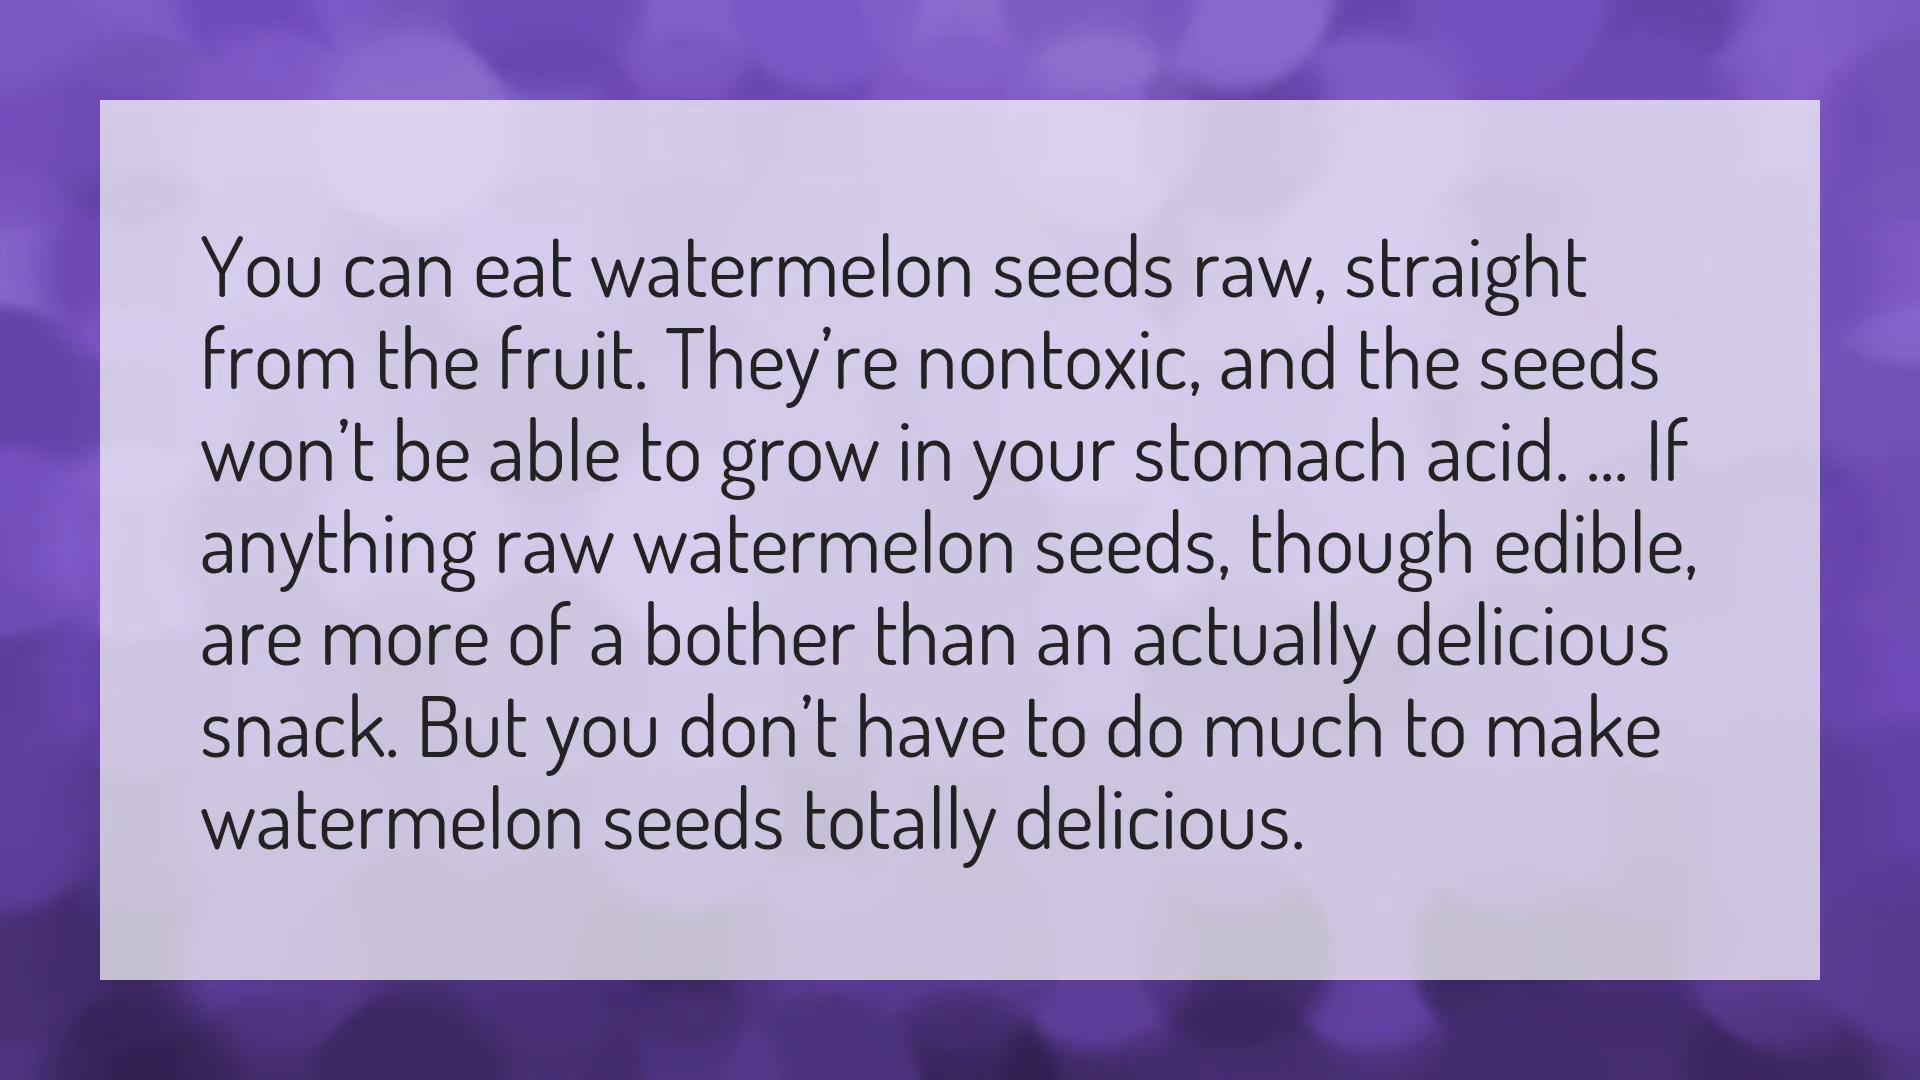 You can eat watermelon seeds raw, straight
from the fruit. They’re nontoxic, and the seeds
won’t be able to grow in your stomach acid. ... If
anything raw watermelon seeds, though edible,
are more of a bother than an actually delicious
snack. But you don’t have to do much to make
watermelon seeds totally delicious.